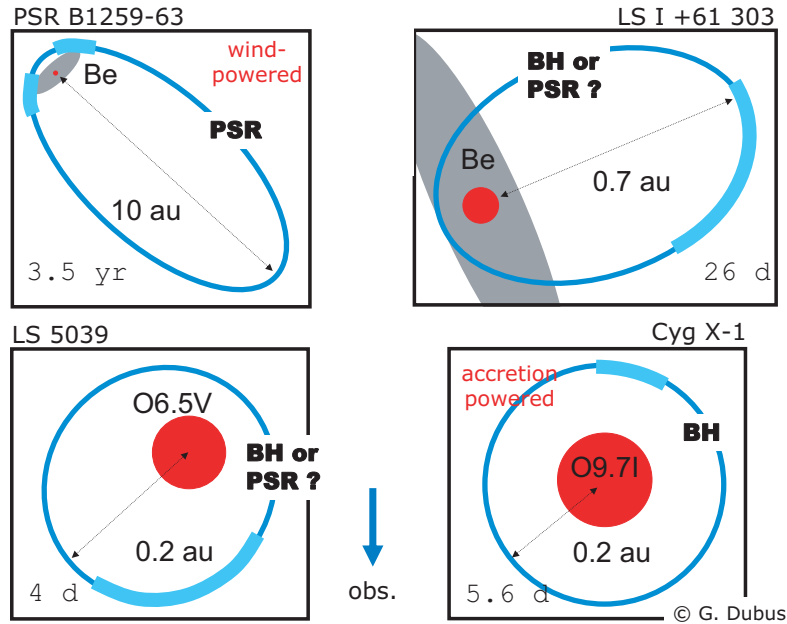 PSR B1259-63
wind-
powered
Be
PSR
10 au
3.5 yr
LS I +61 303
BH or
PSR ?
Be
0.7 au
26 d
LS 5039
O6.5V
BH or
PSR ?
0.2 au
4 d
obs.
Cyg X-1
accretion
powered
BH
O9.7I
0.2 au
5.6 d
© G. Dubus